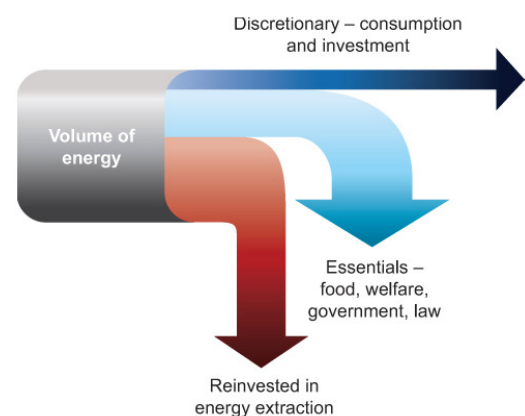 Discretionary – consumption
and investment
Volume of
energy
Essentials –
food, welfare,
government, law
Reinvested in
energy extraction